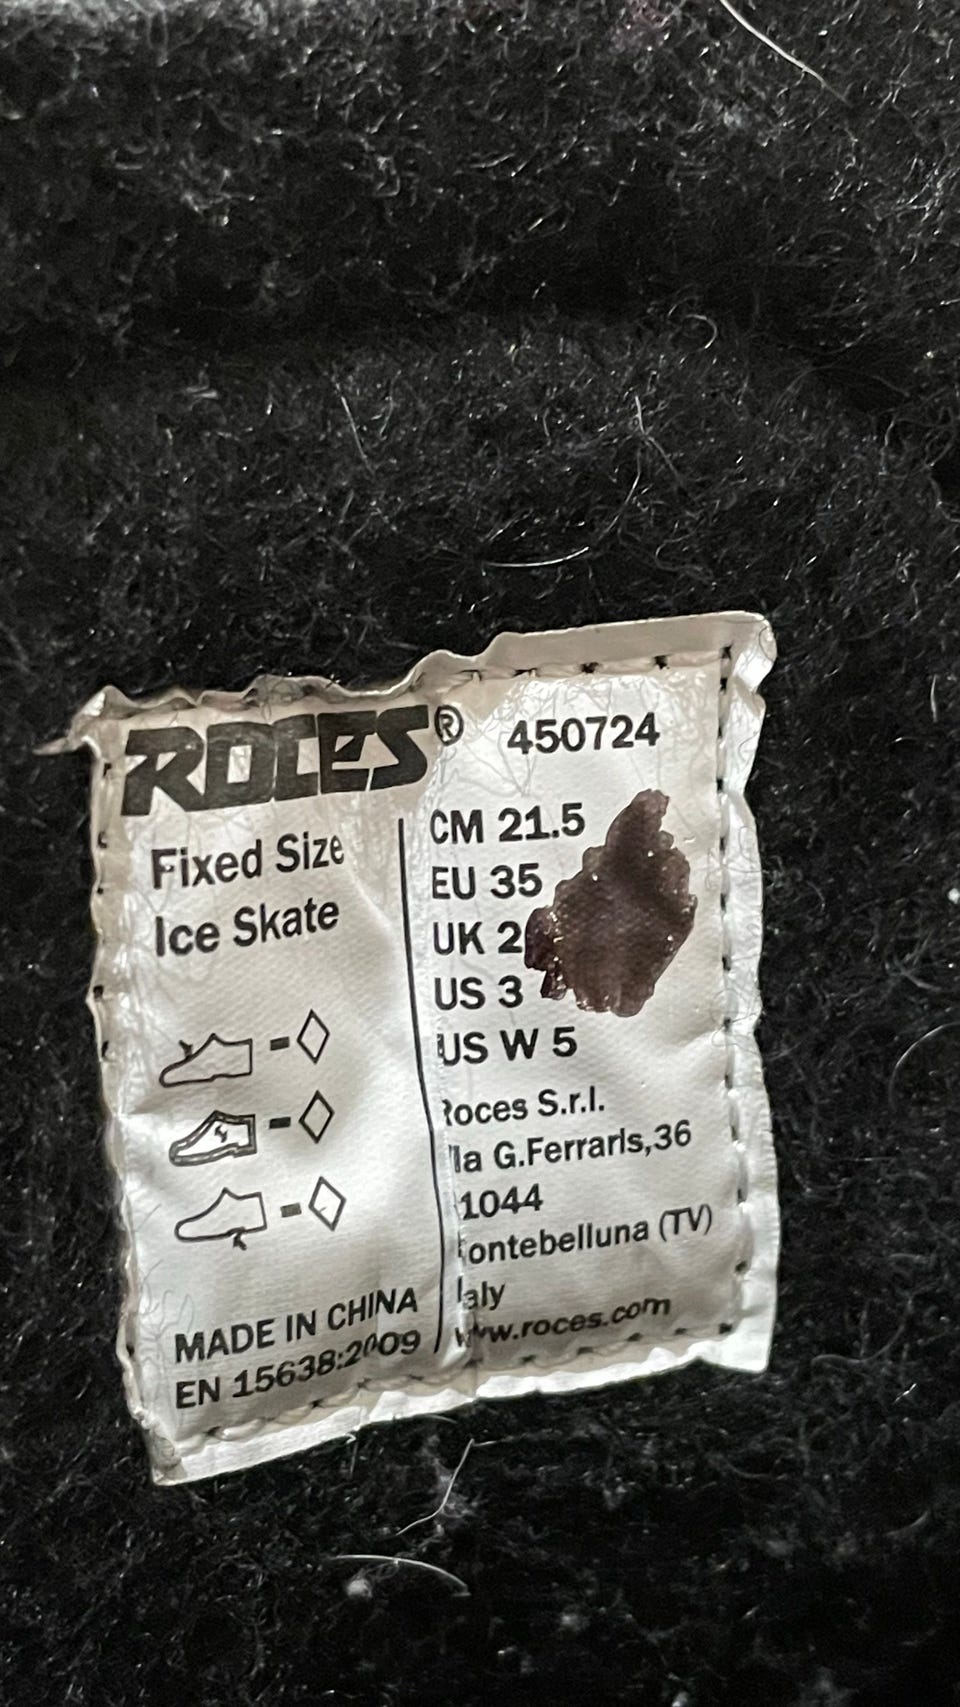 ROCES® 450724
Fixed Size
Ice Skate
MADE IN CHINA
EN 15638:2009
CM 21.5
EU 35
UK 2
US 3
US W 5
Roces S.r.l.
G.Ferraris,36
1044
ontebelluna (TV)
www.roces.com